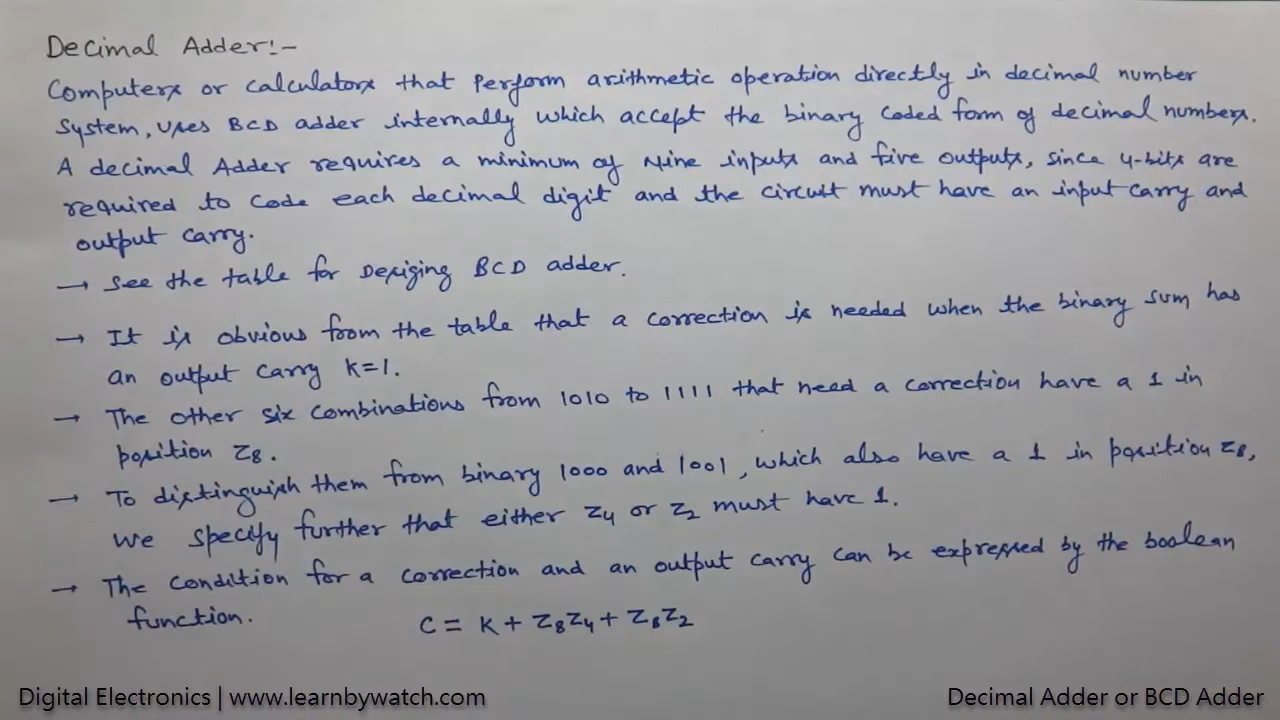 Decimal Adder:-
Computers or calculators that perform arithmetic operation directly in decimal number
system, uses BCD adder internally which accept the binary coded form of decimal numbers.
A decimal Adder requires a minimum of Nine inputs and five outputs, since 4-bits are
required to code each decimal digit and the circuit must have an input carry and
output carry.
→ See the table for Desiging BCD adder.
→ It is obvious from the table that a correction is needed when the binary sum has
an output carry K=1.
→ The other six combinations from 1010 to 1111 that need a correction have a 1 in
position Z₈.
→ To distinguish them from binary 1000 and 1001, which also have a 1 in position Z₈,
we specify further that either Z₄ or Z₂ must have 1.
→ The condition for a correction and an output carry can be expressed by the boolean
function.
C = K + Z₈Z₄ + Z₈Z₂
Digital Electronics | www.learnbywatch.com
Decimal Adder or BCD Adder